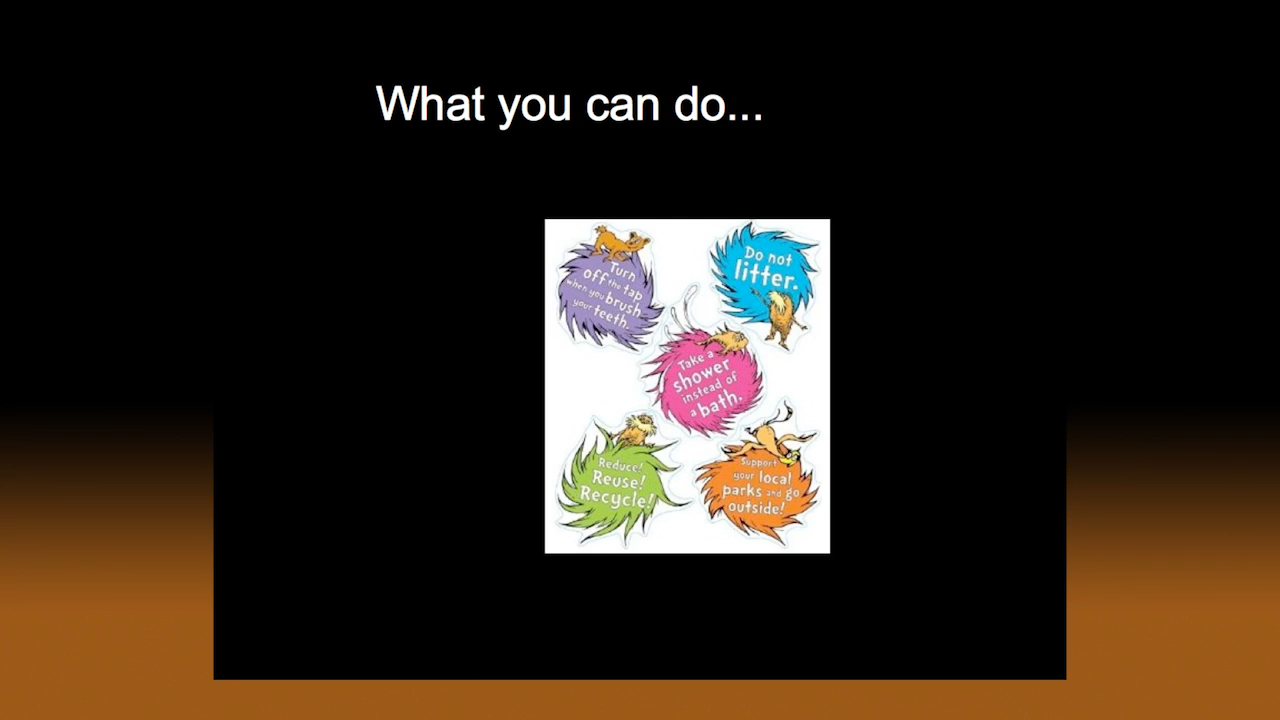 What you can do...
Turn
off the tap
when you brush
your teeth.
Do not
litter.
Take a
shower
instead of
a bath.
Reduce!
Reuse!
Recycle!
Support
your local
parks and go
outside!